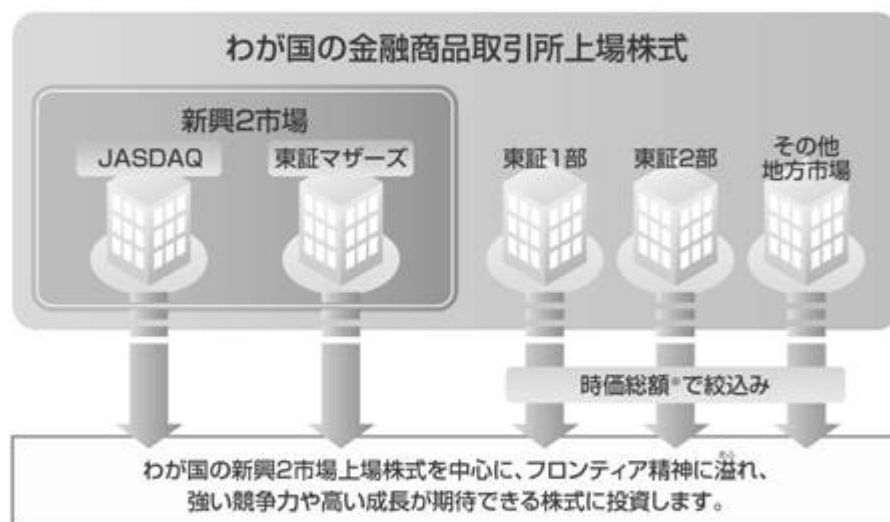 わが国の金融商品取引所上場株式
新興2市場
JASDAQ
東証マザーズ
東証1部
東証2部
その他
地方市場
時価総額※で絞込み
わが国の新興2市場上場株式を中心に、フロンティア精神に溢れ、
強い競争力や高い成長が期待できる株式に投資します。